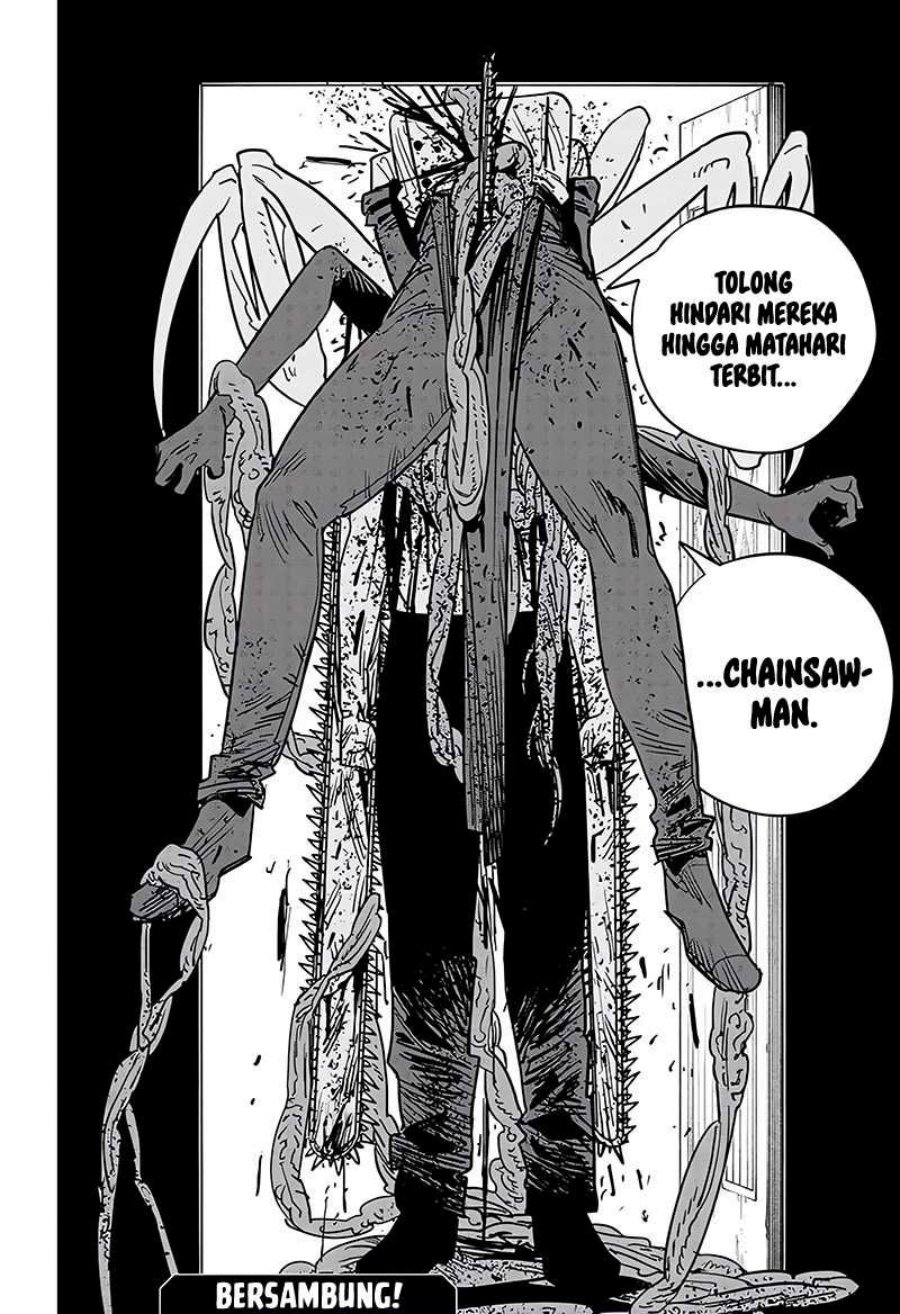 TOLONG
HINDARI MEREKA
HINGGA MATAHARI
TERBIT...
...CHAINSAW-
MAN.
BERSAMBUNG!